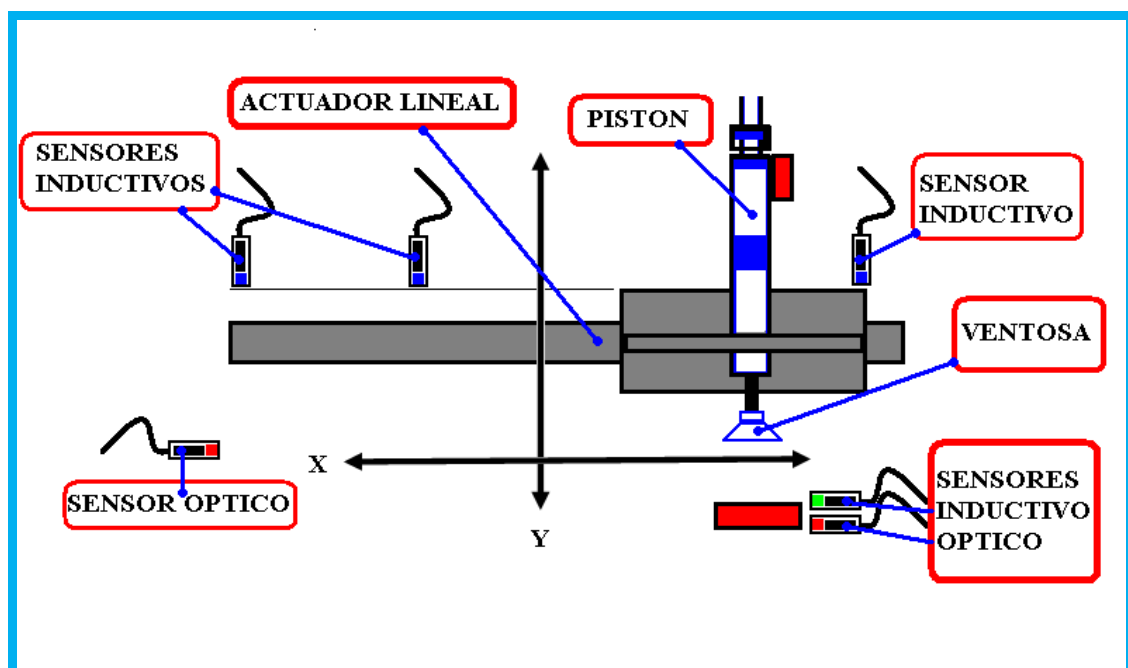 ACTUADOR LINEAL
PISTON
SENSORES
INDUCTIVOS
SENSOR
INDUCTIVO
VENTOSA
X
SENSOR OPTICO
Y
SENSORES
INDUCTIVO
OPTICO